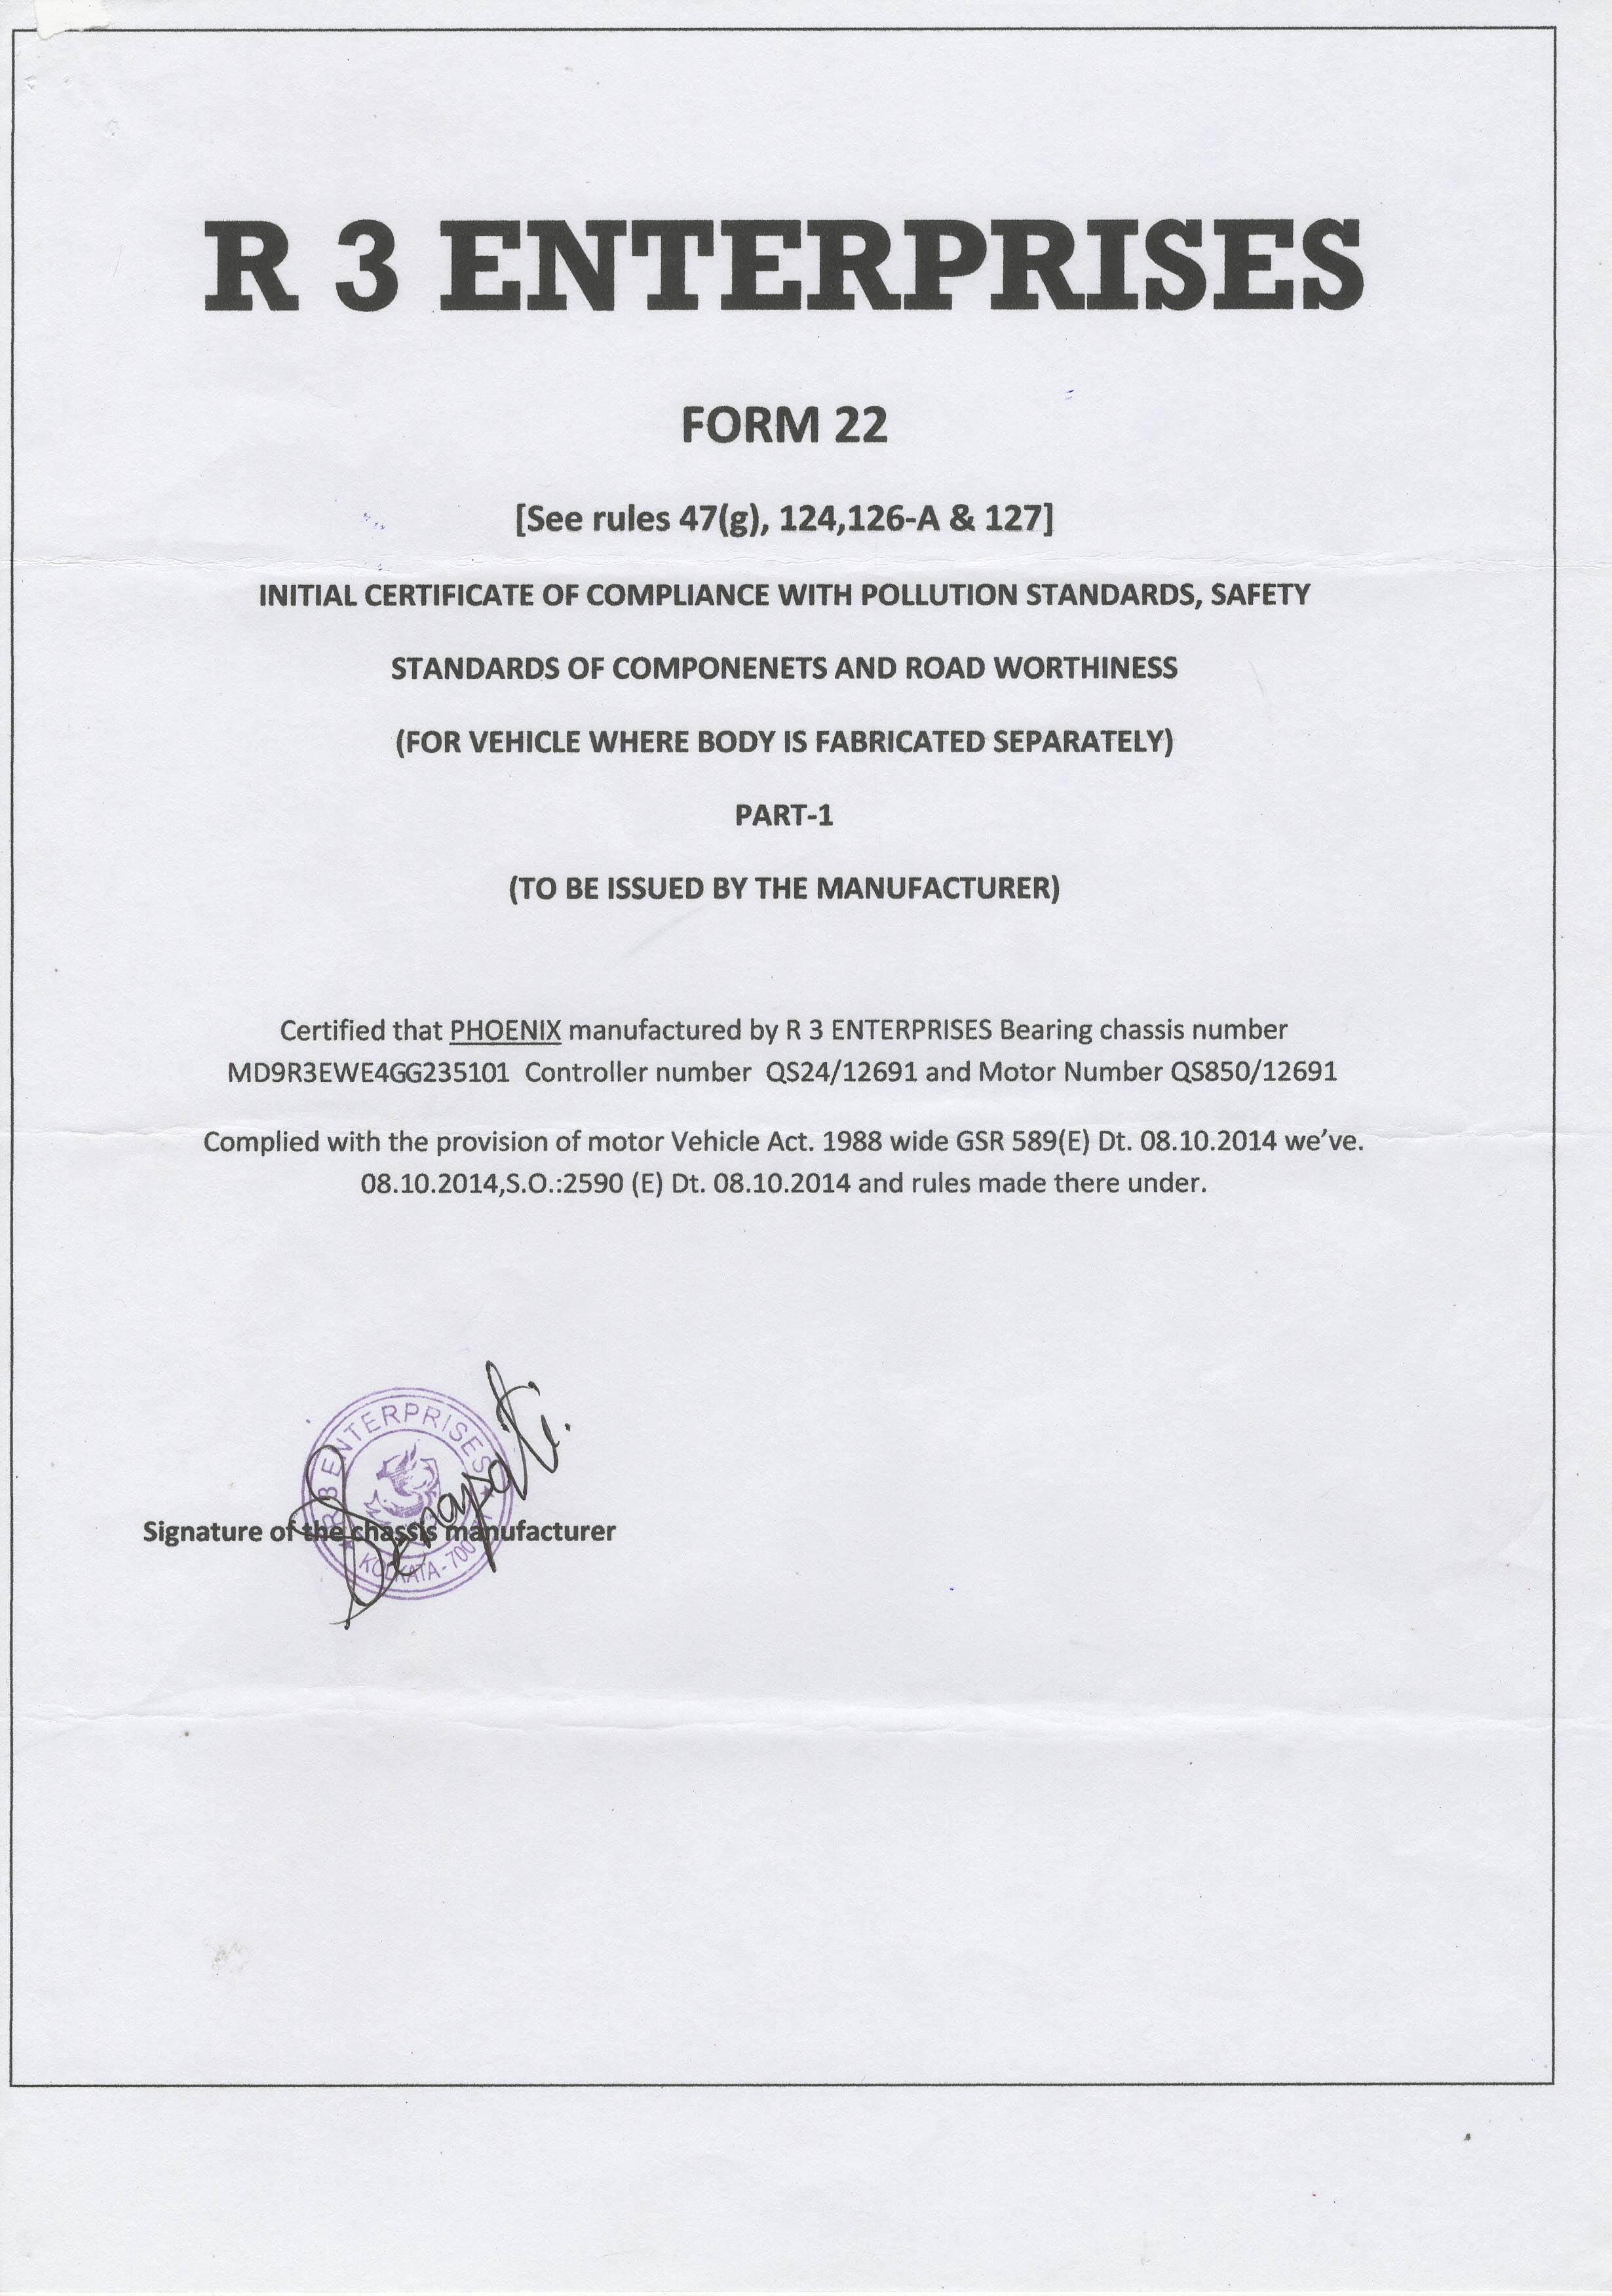 R 3 ENTERPRISES
FORM 22
[See rules 47(g), 124,126-A & 127]
INITIAL CERTIFICATE OF COMPLIANCE WITH POLLUTION STANDARDS, SAFETY
STANDARDS OF COMPONENETS AND ROAD WORTHINESS
(FOR VEHICLE WHERE BODY IS FABRICATED SEPARATELY)
PART-1
(TO BE ISSUED BY THE MANUFACTURER)
Certified that PHOENIX manufactured by R 3 ENTERPRISES Bearing chassis number
MD9R3EWE4GG235101 Controller number QS24/12691 and Motor Number QS850/12691
Complied with the provision of motor Vehicle Act. 1988 wide GSR 589(E) Dt. 08.10.2014 we've.
08.10.2014,S.O.:2590 (E) Dt. 08.10.2014 and rules made there under.
ENTERPRISES
Signature of the chassis manufacturer
KOLKATA-700